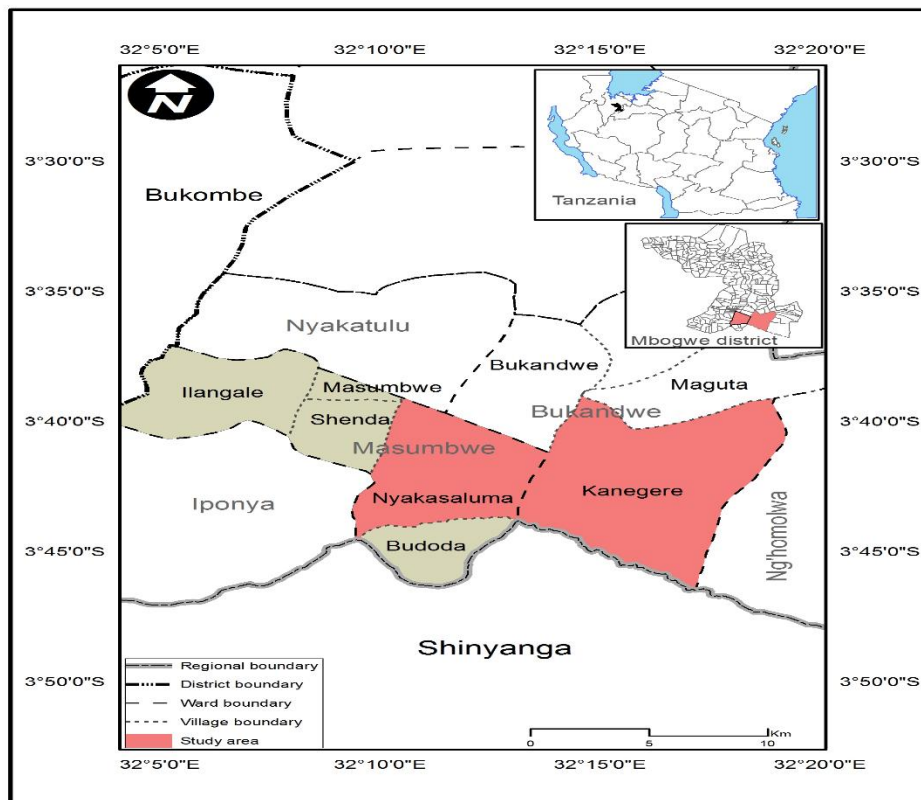 32°5'0"E 32°10'0"E 32°15'0"E 32°20'0"E
N
Tanzania
3°30'0"S 3°30'0"S
Bukombe
Mbogwe district
3°35'0"S 3°35'0"S
Nyakatulu
Bukandwe
Maguta
Ilangale
Masumbwe
Bukandwe
3°40'0"S 3°40'0"S
Shenda
Masumbwe
Kanegere
Nyakasaluma
Iponya
Ng'homolwa
Budoda
3°45'0"S 3°45'0"S
Shinyanga
Regional boundary
District boundary
Ward boundary
Village boundary
Study area
3°50'0"S 3°50'0"S
Km
0 5 10
32°5'0"E 32°10'0"E 32°15'0"E 32°20'0"E